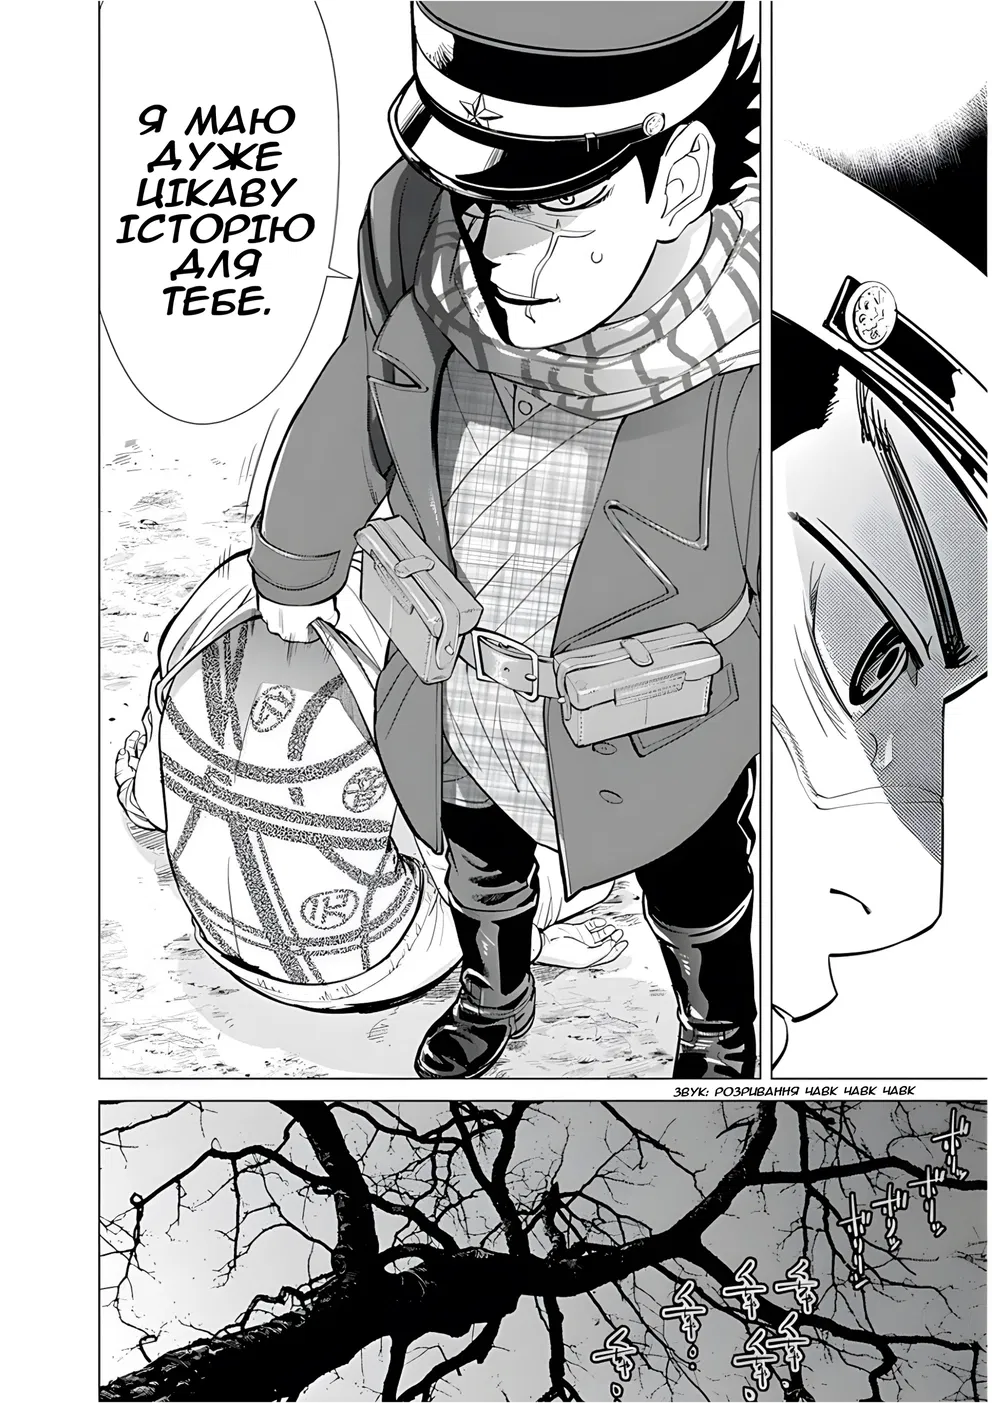 Я МАЮ
ДУЖЕ
ЦІКАВУ
ІСТОРІЮ
ДЛЯ
ТЕБЕ.
ЗВУК: РОЗРИВАННЯ ЧАВК ЧАВК ЧАВК